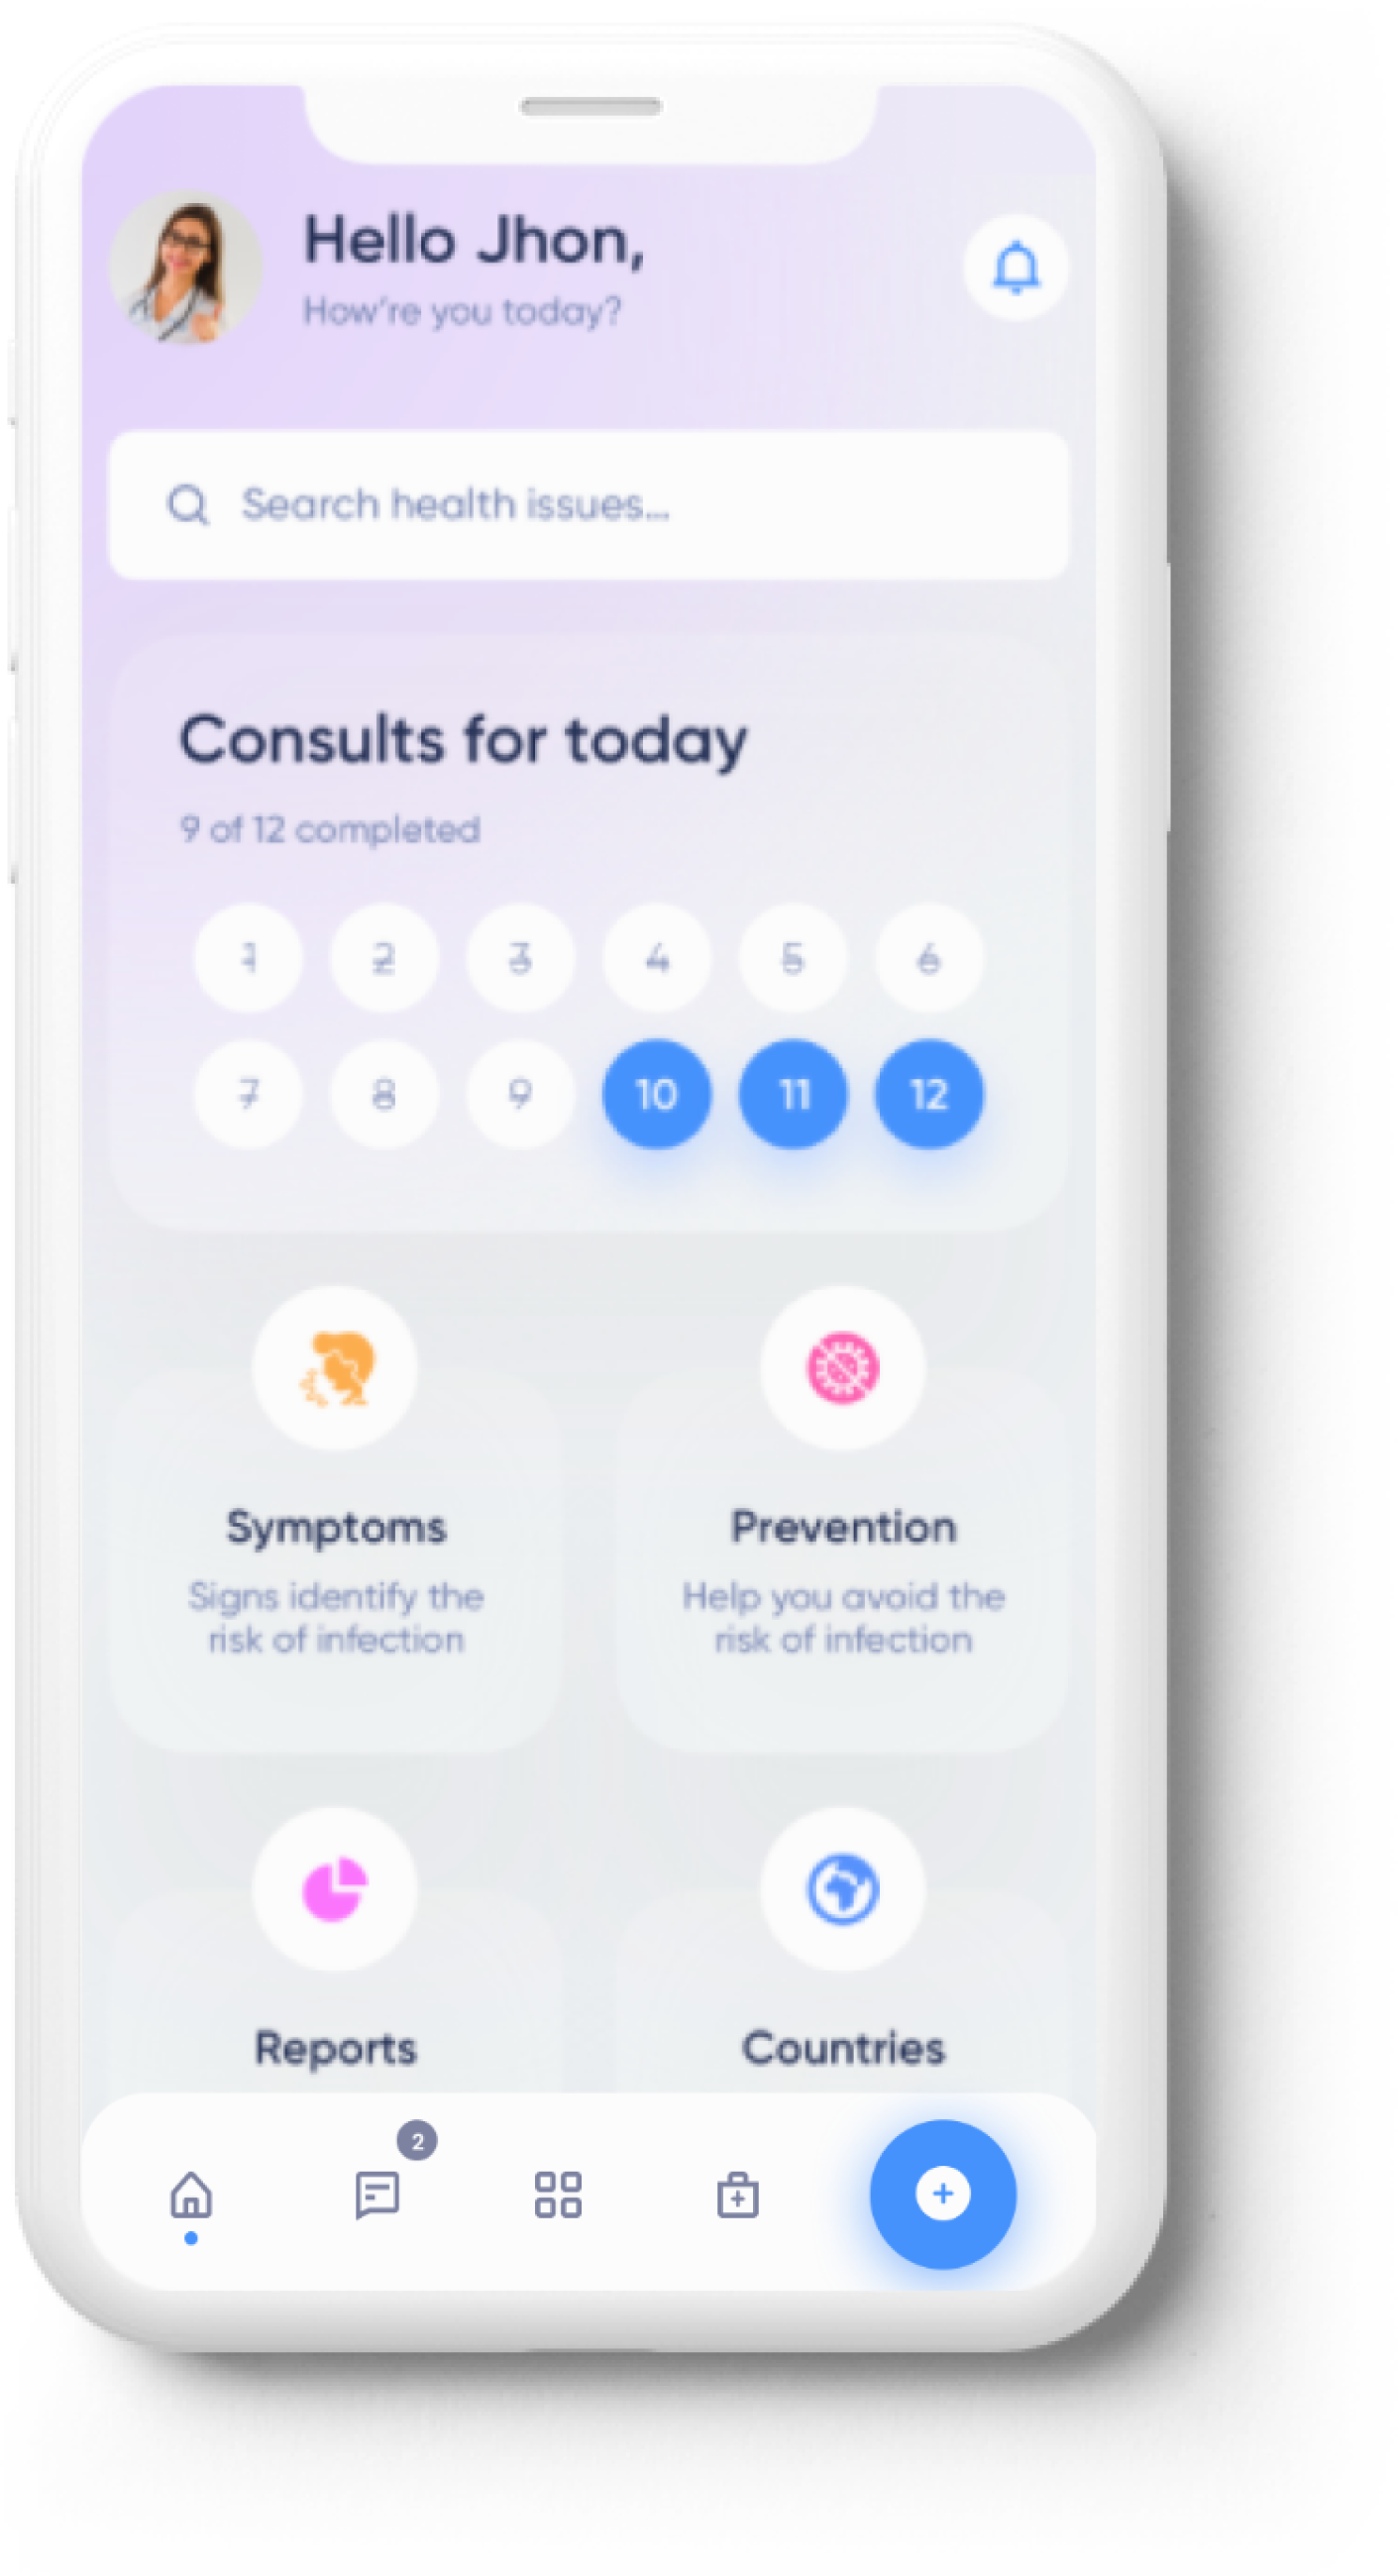 Hello Jhon,
How're you today?
Search health issues...
Consults for today
9 of 12 completed
1 2 3 4 5 6
7 8 9 10 11 12
Symptoms Prevention
Signs identify the Help you avoid the
risk of infection risk of infection
Reports Countries
2